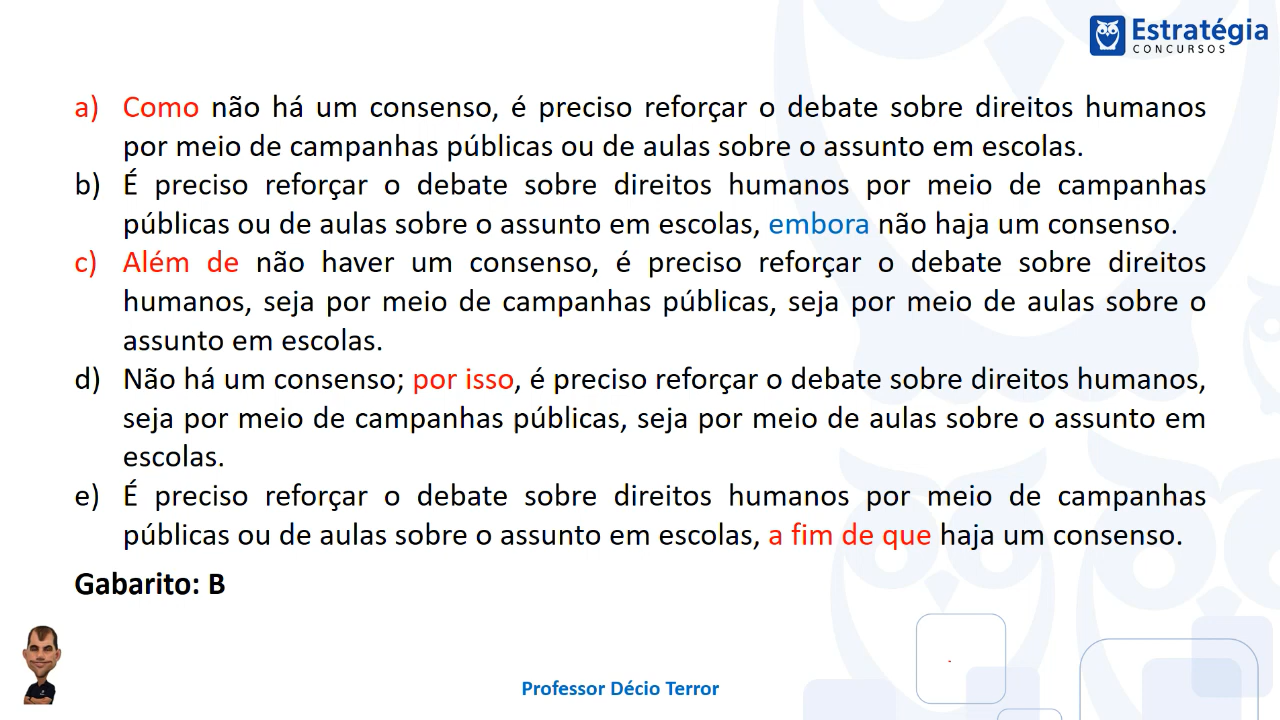 Estratégia
CONCURSOS
a) Como não há um consenso, é preciso reforçar o debate sobre direitos humanos
por meio de campanhas públicas ou de aulas sobre o assunto em escolas.
b) É preciso reforçar o debate sobre direitos humanos por meio de campanhas
públicas ou de aulas sobre o assunto em escolas, embora não haja um consenso.
c) Além de não haver um consenso, é preciso reforçar o debate sobre direitos
humanos, seja por meio de campanhas públicas, seja por meio de aulas sobre o
assunto em escolas.
d) Não há um consenso; por isso, é preciso reforçar o debate sobre direitos humanos,
seja por meio de campanhas públicas, seja por meio de aulas sobre o assunto em
escolas.
e) É preciso reforçar o debate sobre direitos humanos por meio de campanhas
públicas ou de aulas sobre o assunto em escolas, a fim de que haja um consenso.
Gabarito: B
Professor Décio Terror